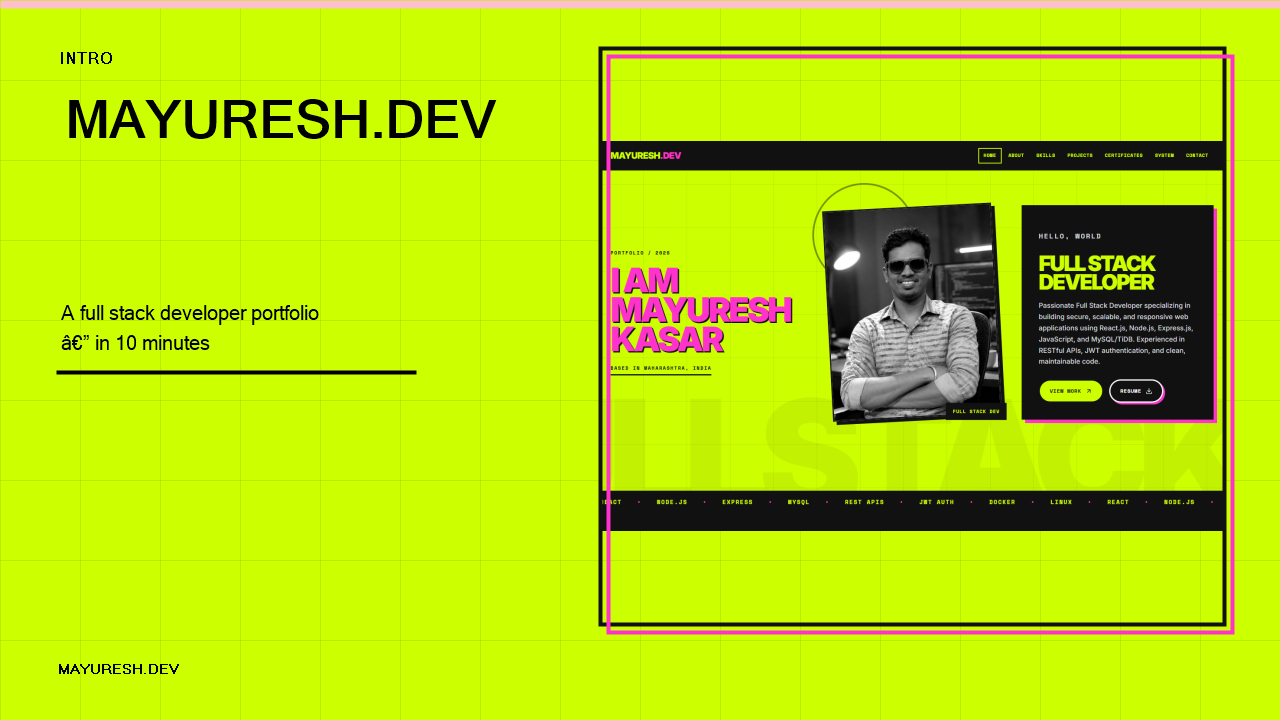 INTRO
MAYURESH.DEV
A full stack developer portfolio
â€” in 10 minutes
MAYURESH.DEV
MAYURESH.DEV
HOME ABOUT SKILLS PROJECTS CERTIFICATES SYSTEM CONTACT
PORTFOLIO / 2026
I AM
MAYURESH
KASAR
BASED IN MAHARASHTRA, INDIA
FULL STACK DEV
HELLO, WORLD
FULL STACK
DEVELOPER
Passionate Full Stack Developer specializing in
building secure, scalable, and responsive web
applications using React.js, Node.js, Express.js,
JavaScript, and MySQL/TiDB. Experienced in
RESTful APIs, JWT authentication, and clean,
maintainable code.
VIEW WORK ↗
RESUME
LLSTACK
EACT • NODE.JS • EXPRESS • MYSQL • REST APIS • JWT AUTH • DOCKER • LINUX • REACT • NODE.JS •